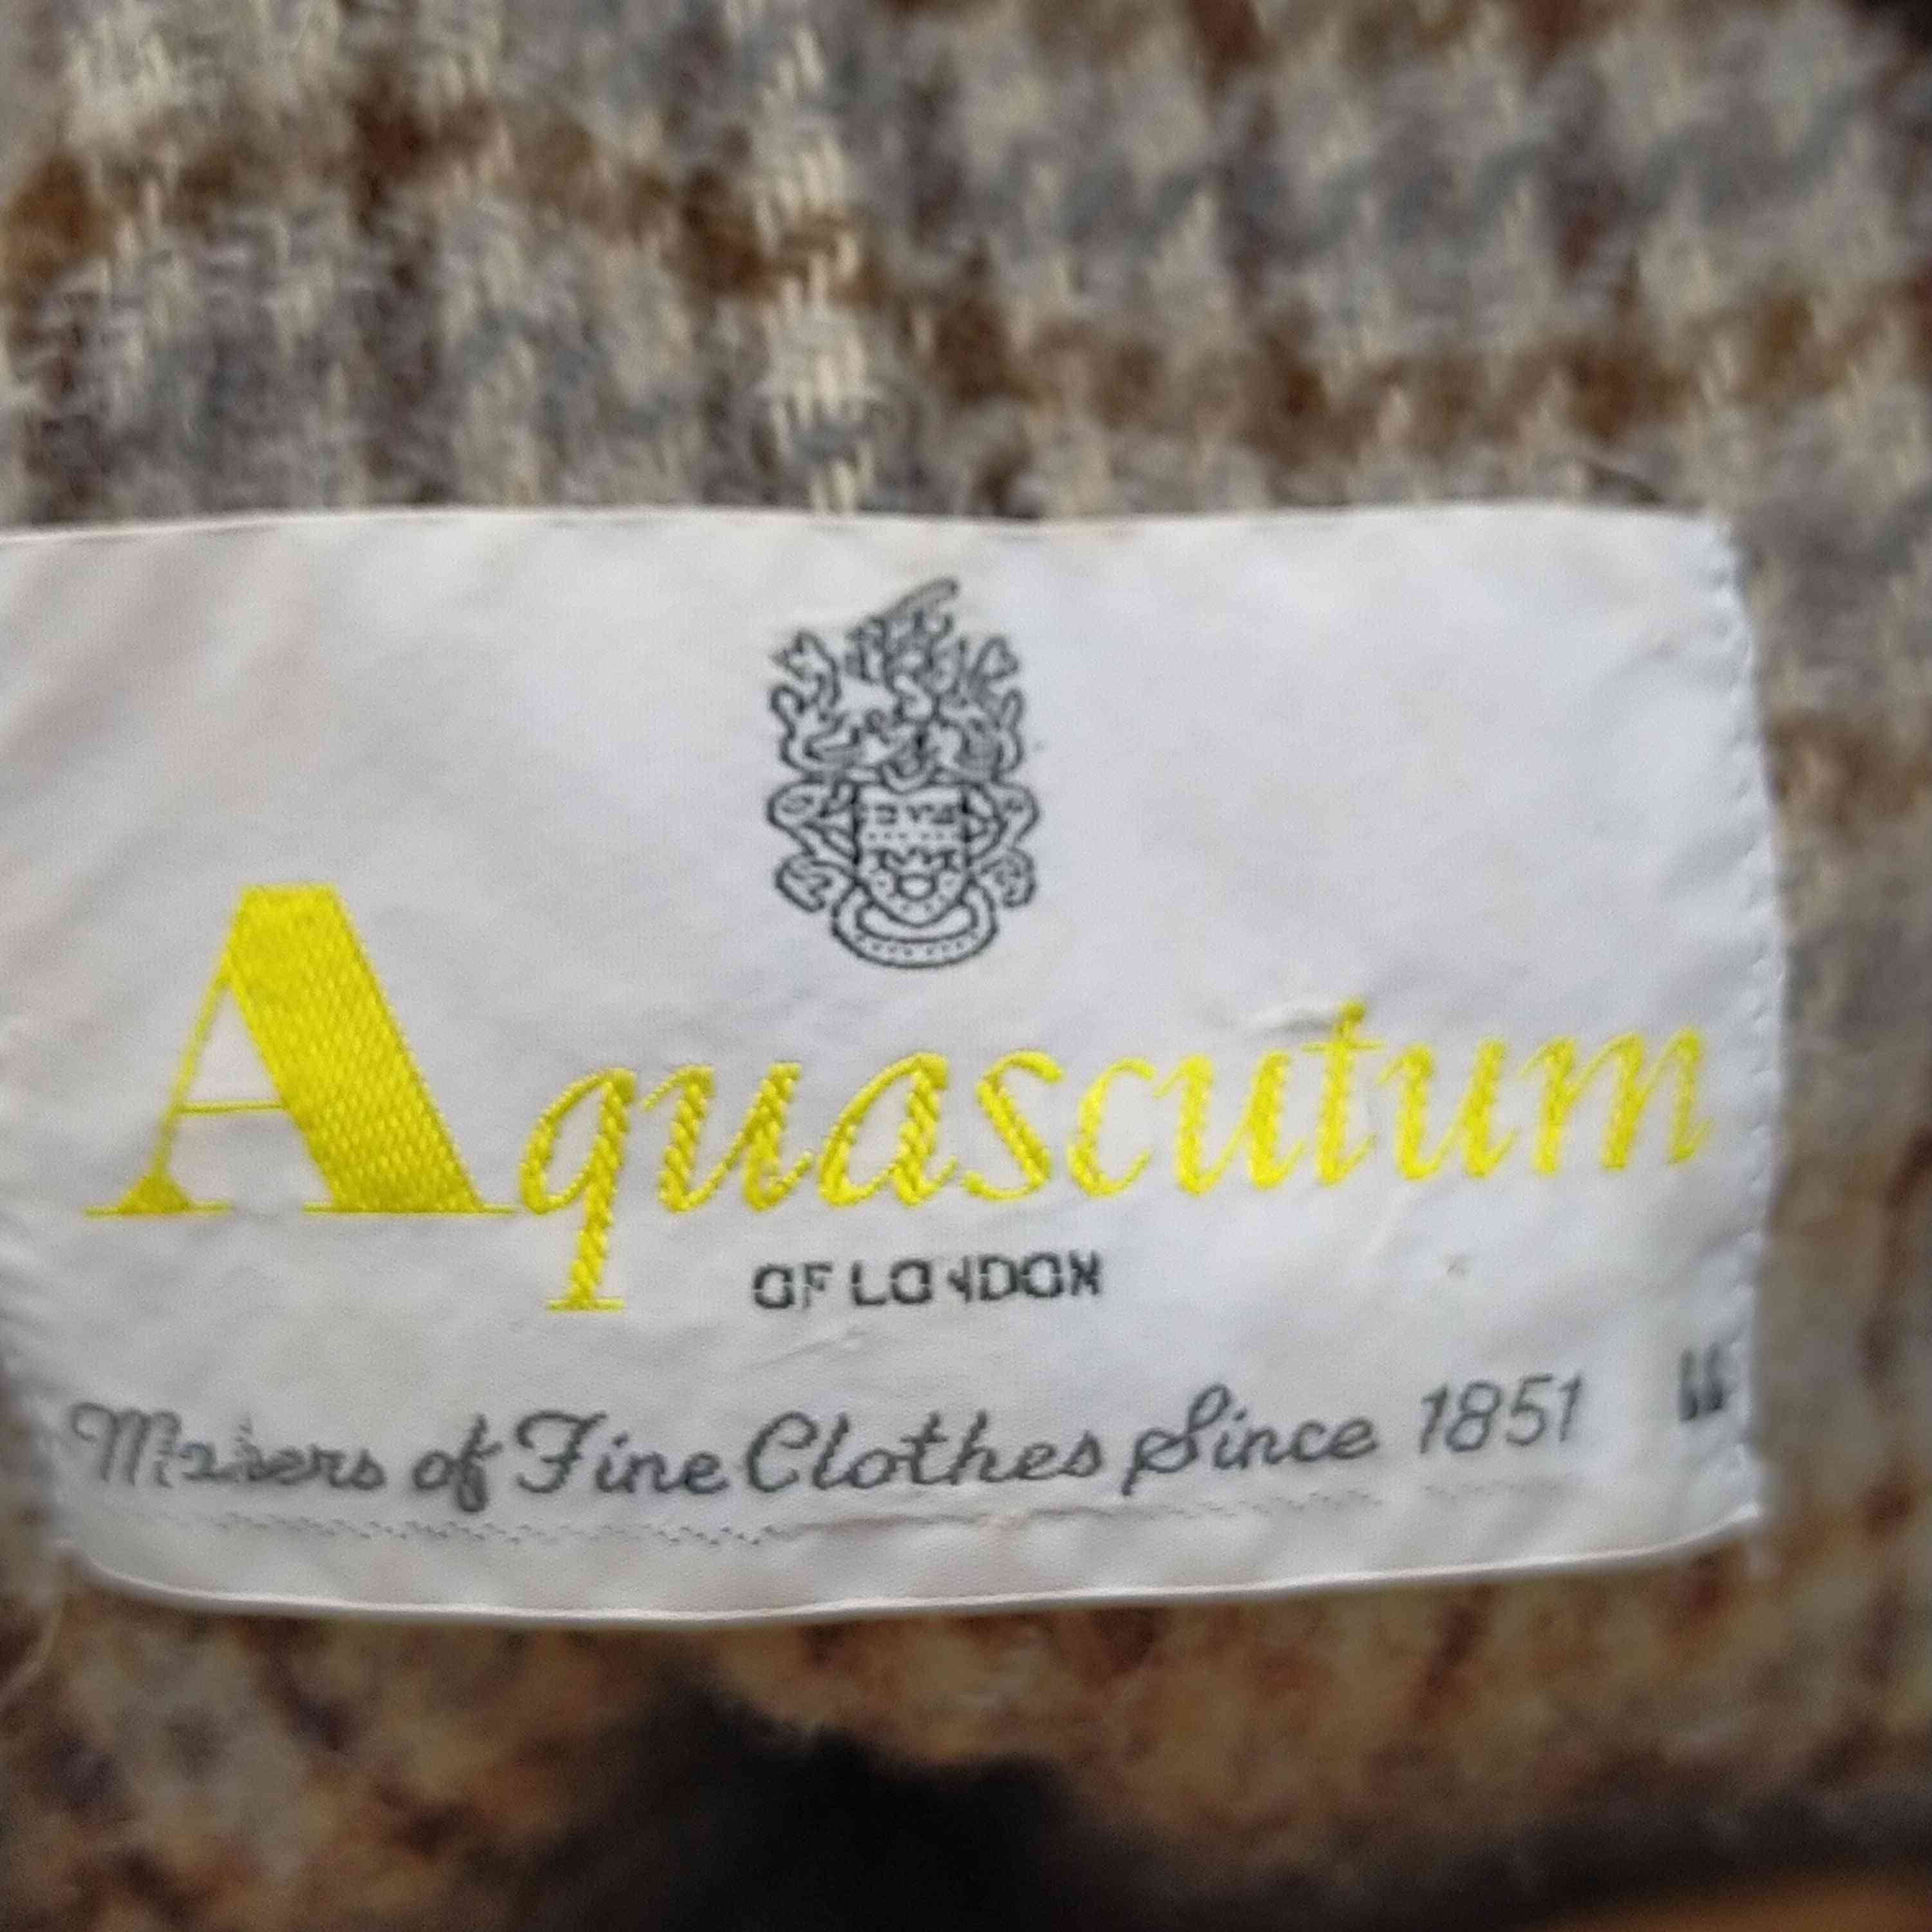 Aquascutum
OF LONDON
Makers of Fine Clothes Since 1851